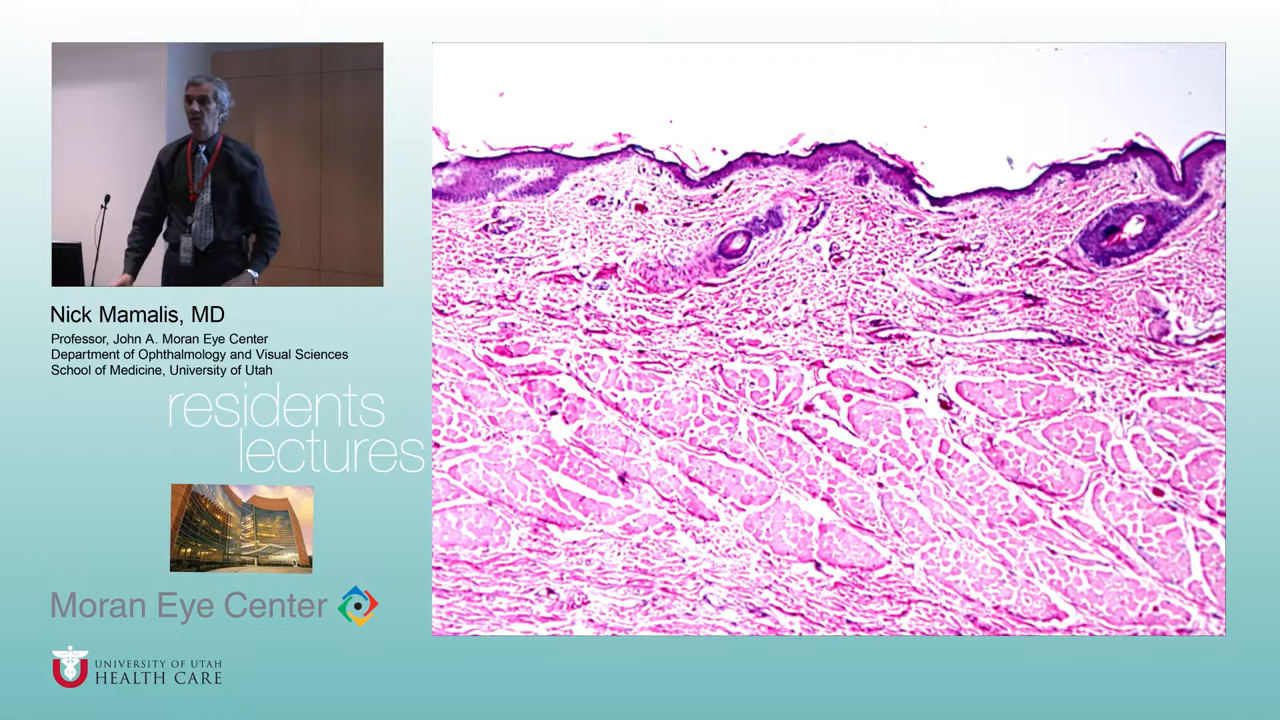 Nick Mamalis, MD
Professor, John A. Moran Eye Center
Department of Ophthalmology and Visual Sciences
School of Medicine, University of Utah
residents
lectures
Moran Eye Center
UNIVERSITY OF UTAH
HEALTH CARE